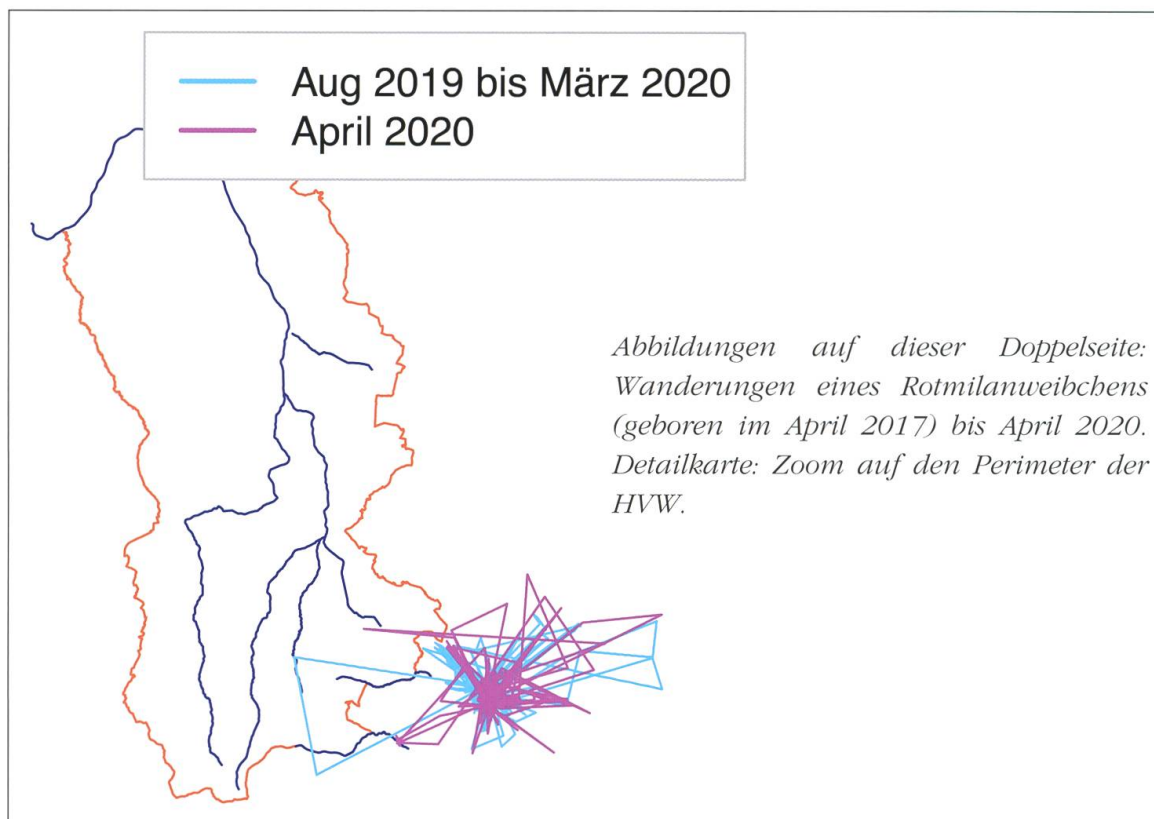 Aug 2019 bis März 2020
April 2020
Abbildungen auf dieser Doppelseite:
Wanderungen eines Rotmilanweibchens
(geboren im April 2017) bis April 2020.
Detailkarte: Zoom auf den Perimeter der
HVW.